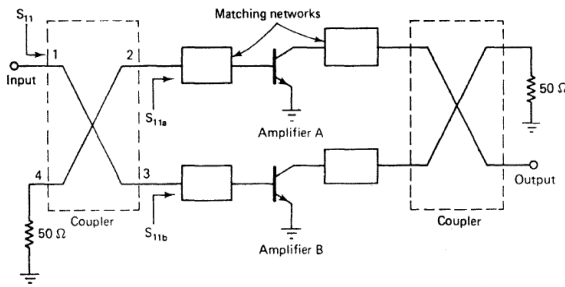 S11
Matching networks
1
2
Input
S11a
Amplifier A
50 Ω
4
3
Output
Coupler
50 Ω
S11b
Amplifier B
Coupler